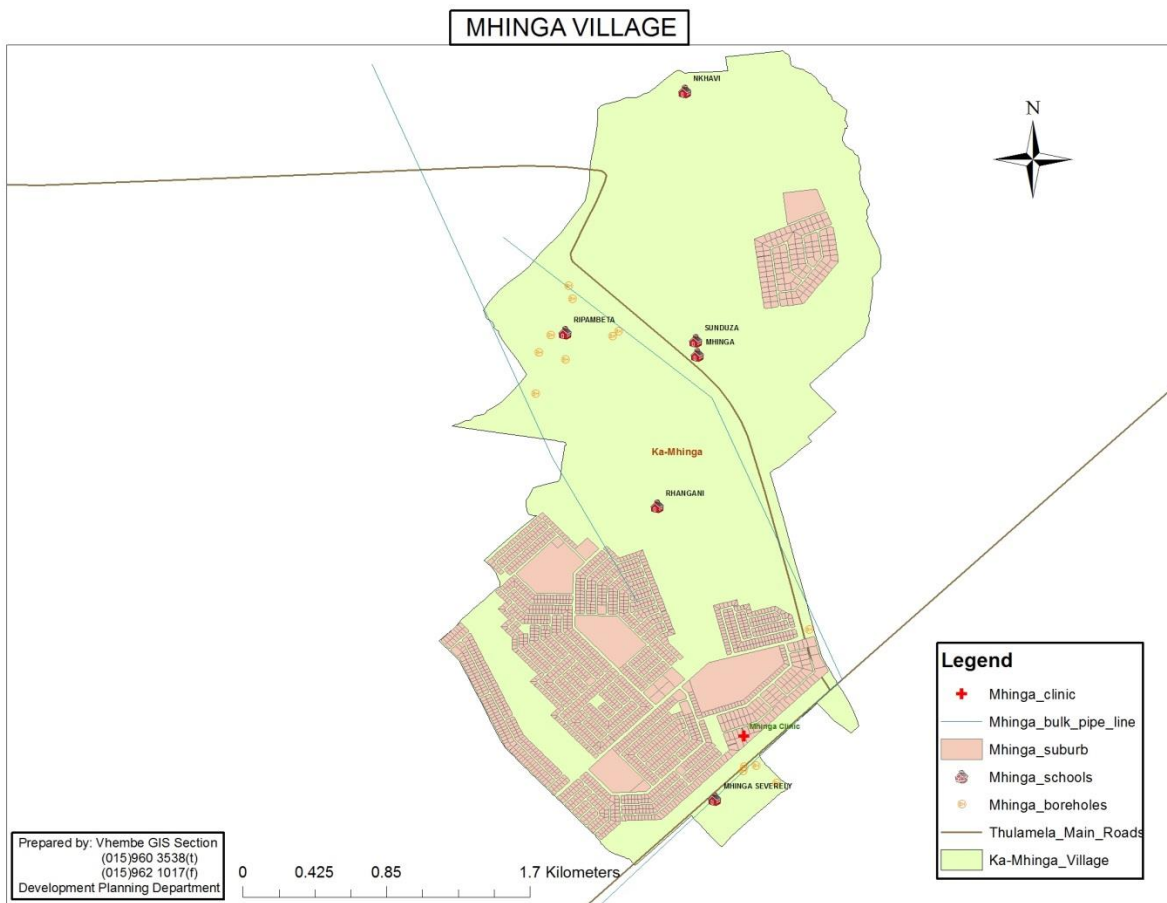 MHINGA VILLAGE
NKHAVI
N
RIPAMBETA
SUNDUZA
MHINGA
Ka-Mhinga
RHANGANI
Mhinga Clinic
MHINGA SEVERELY
Legend
Mhinga_clinic
Mhinga_bulk_pipe_line
Mhinga_suburb
Mhinga_schools
Mhinga_boreholes
Thulamela_Main_Roads
Ka-Mhinga_Village
Prepared by: Vhembe GIS Section
(015)960 3538(t)
(015)962 1017(f)
Development Planning Department
0 0.425 0.85 1.7 Kilometers